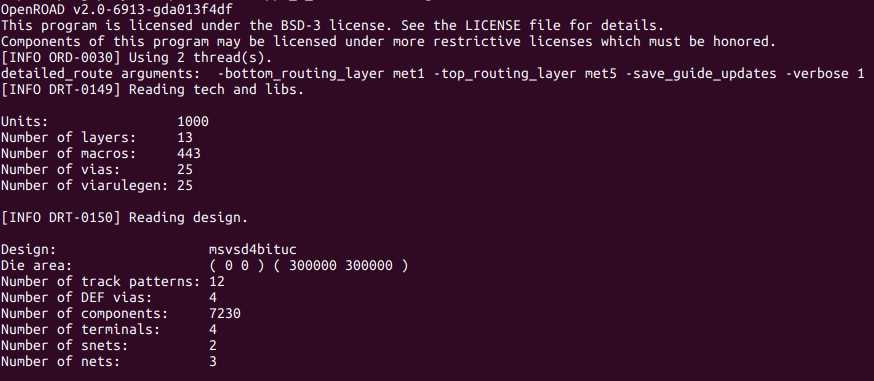 OpenROAD v2.0-6913-gda013f4df
This program is licensed under the BSD-3 license. See the LICENSE file for details.
Components of this program may be licensed under more restrictive licenses which must be honored.
[INFO ORD-0030] Using 2 thread(s).
detailed_route arguments:  -bottom_routing_layer met1 -top_routing_layer met5 -save_guide_updates -verbose 1
[INFO DRT-0149] Reading tech and libs.
Units:                1000
Number of layers:     13
Number of macros:     443
Number of vias:       25
Number of viarulegen: 25
[INFO DRT-0150] Reading design.
Design:                   msvsd4bituc
Die area:                 ( 0 0 ) ( 300000 300000 )
Number of track patterns: 12
Number of DEF vias:       4
Number of components:     7230
Number of terminals:      4
Number of snets:          2
Number of nets:           3